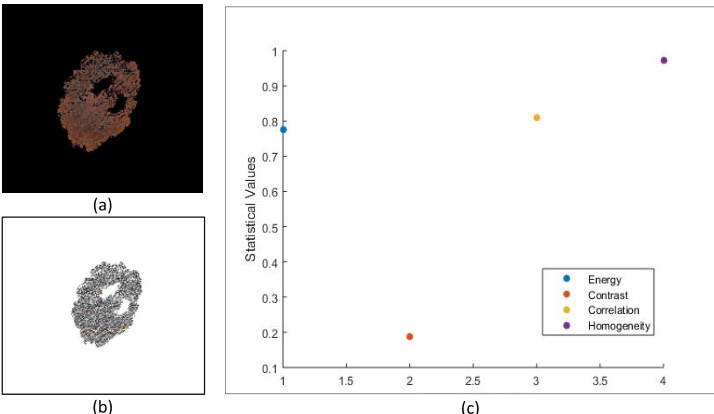 (a)
(b)
Statistical Values
1
0.9
0.8
0.7
0.6
0.5
0.4
0.3
0.2
0.1
1 1.5 2 2.5 3 3.5 4
Energy
Contrast
Correlation
Homogeneity
(c)